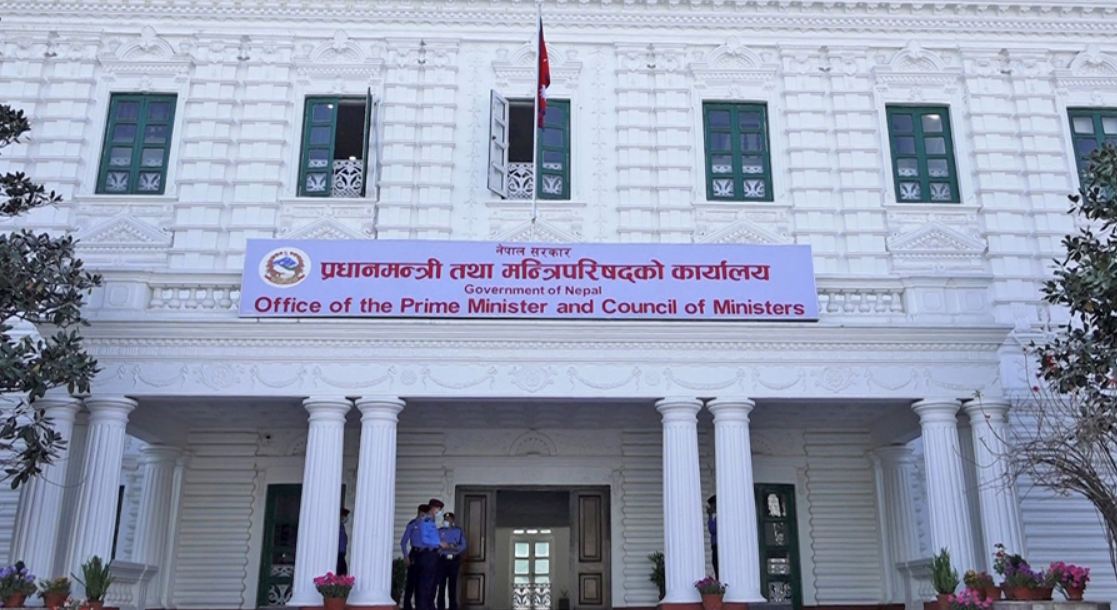 नेपाल सरकार
प्रधानमन्त्री तथा मन्त्रिपरिषद्को कार्यालय
Government of Nepal
Office of the Prime Minister and Council of Ministers